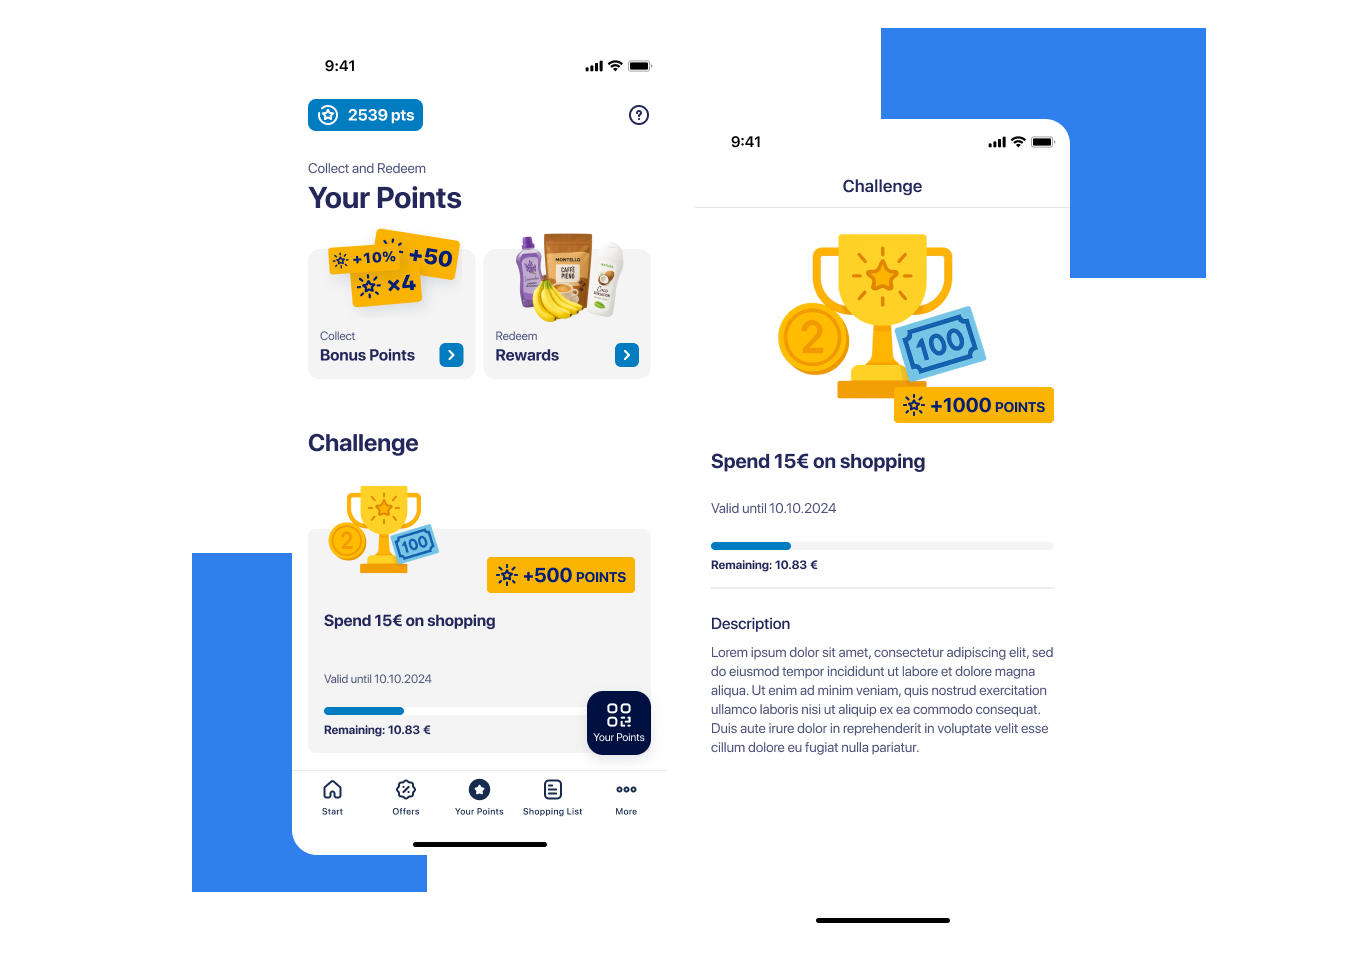 9:41
2539 pts
Collect and Redeem
Your Points
+10%
+50
×4
MONTELLO
CAFFÈ
PIENO
COCO
Collect
Bonus Points
Redeem
Rewards
Challenge
2
100
+500 POINTS
Spend 15€ on shopping
Valid until 10.10.2024
Remaining: 10.83 €
Your Points
Start
Offers
Your Points
Shopping List
More
9:41
Challenge
2
100
+1000 POINTS
Spend 15€ on shopping
Valid until 10.10.2024
Remaining: 10.83 €
Description
Lorem ipsum dolor sit amet, consectetur adipiscing elit, sed
do eiusmod tempor incididunt ut labore et dolore magna
aliqua. Ut enim ad minim veniam, quis nostrud exercitation
ullamco laboris nisi ut aliquip ex ea commodo consequat.
Duis aute irure dolor in reprehenderit in voluptate velit esse
cillum dolore eu fugiat nulla pariatur.